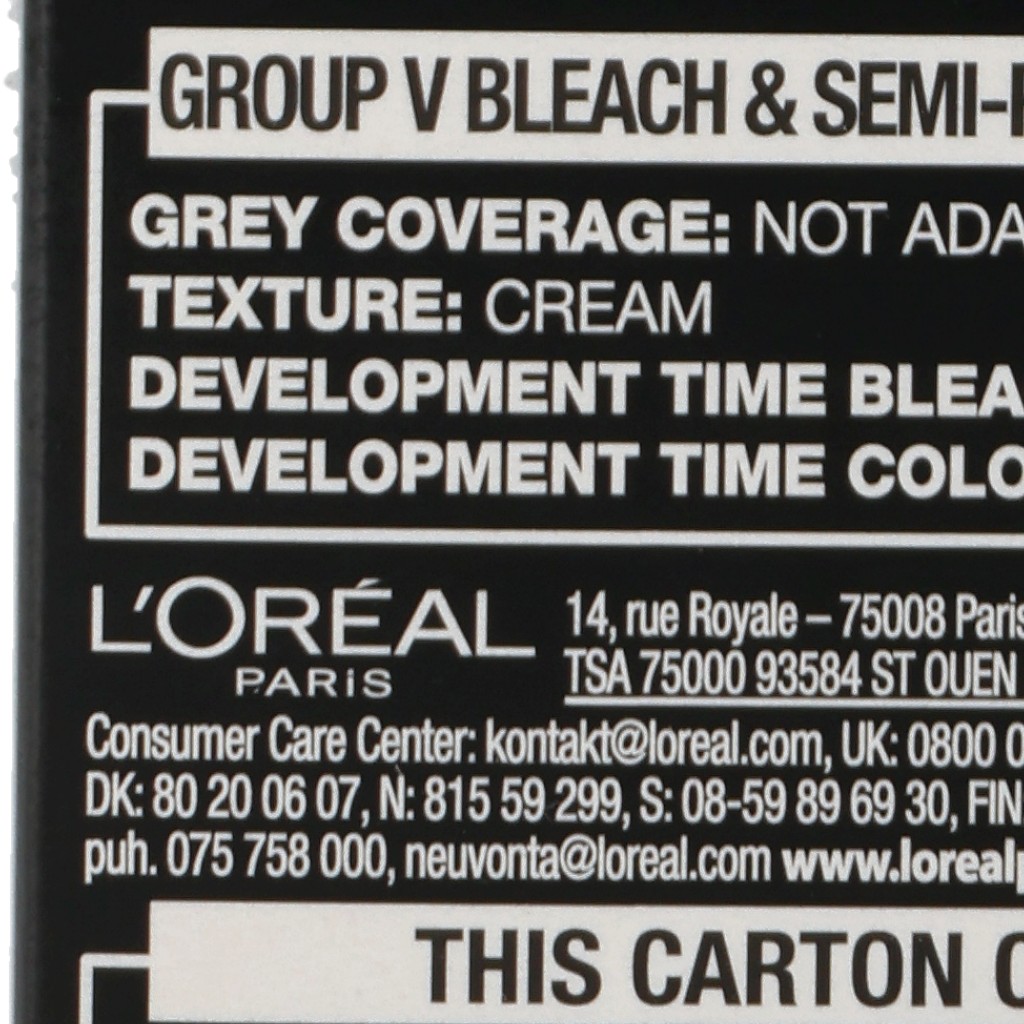 GROUP V BLEACH & SEMI-
GREY COVERAGE: NOT ADA
TEXTURE: CREAM
DEVELOPMENT TIME BLEA
DEVELOPMENT TIME COLO
L'ORÉAL
PARiS
14, rue Royale – 75008 Paris
TSA 75000 93584 ST OUEN
Consumer Care Center: kontakt@loreal.com, UK: 0800 0
DK: 80 20 06 07, N: 815 59 299, S: 08-59 89 69 30, FIN
puh. 075 758 000, neuvonta@loreal.com www.lorealp
THIS CARTON C